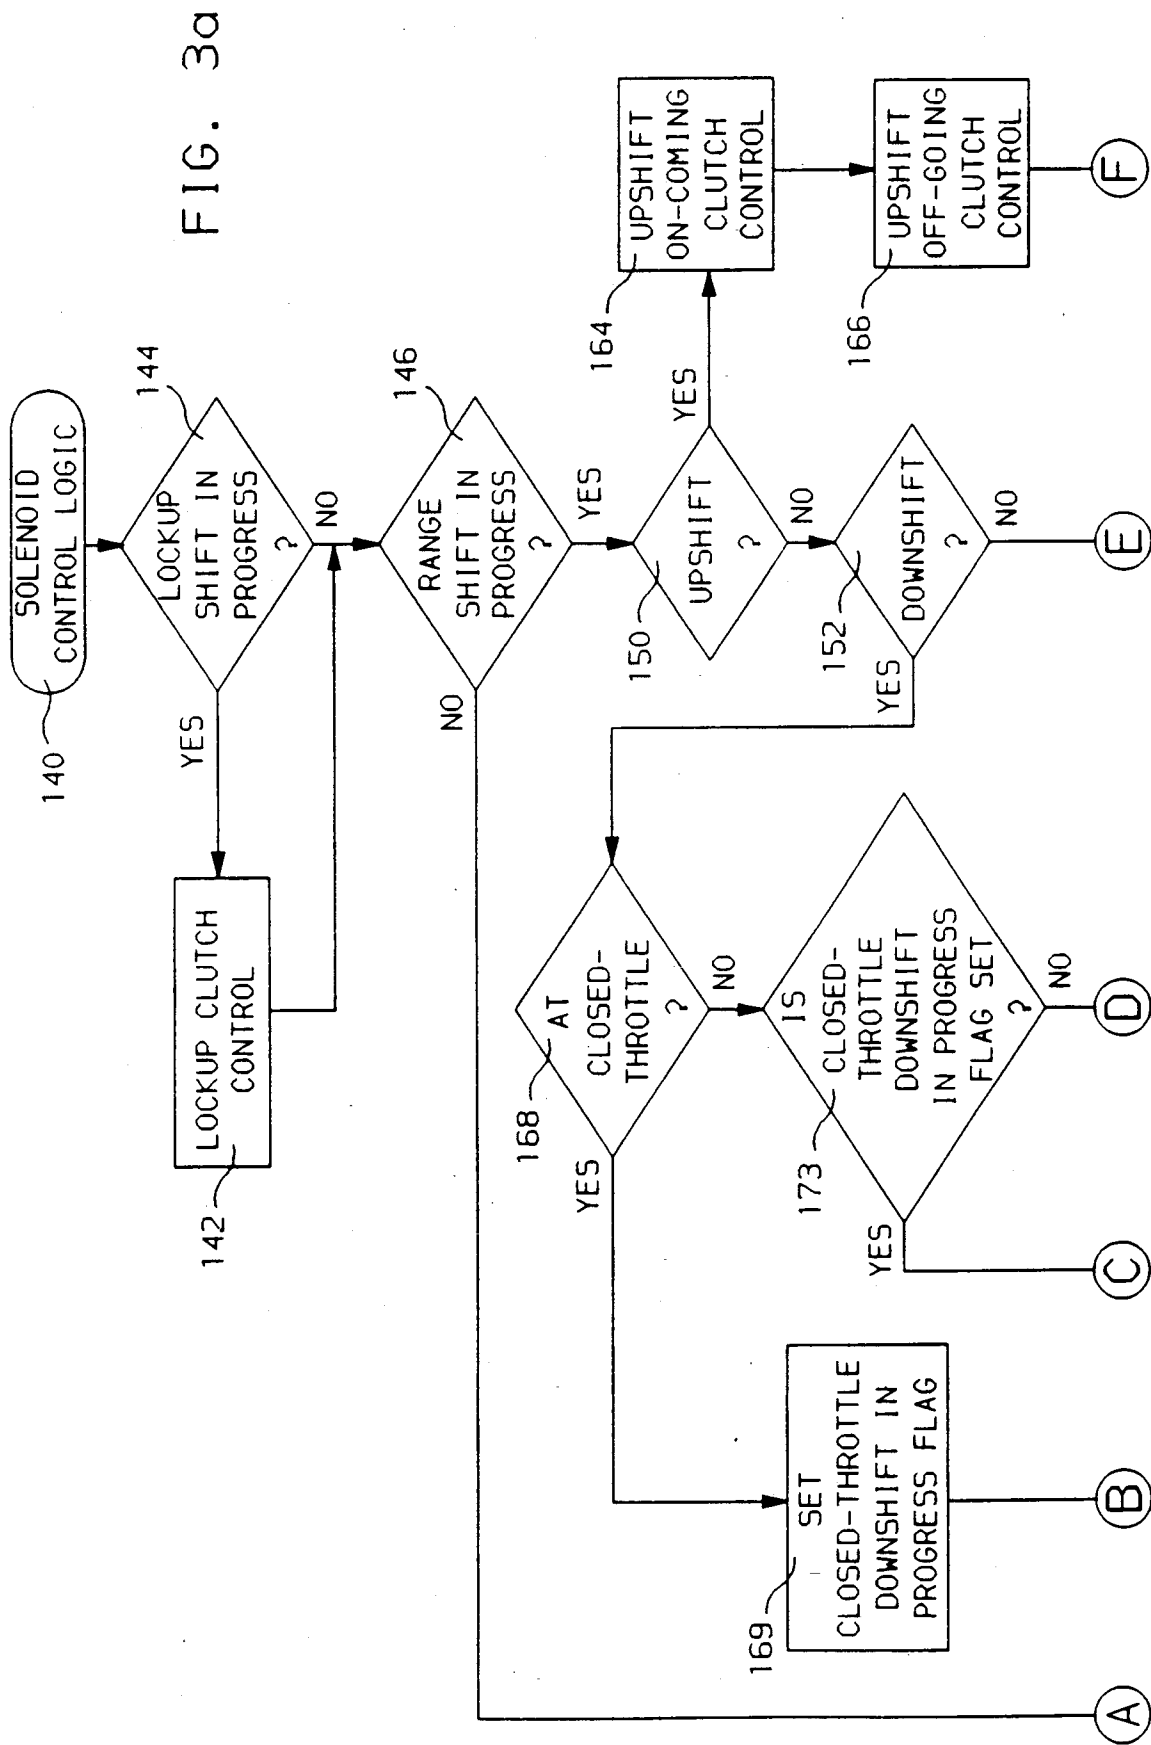 FIG. 3a
SOLENOID
CONTROL LOGIC
140
LOCKUP
SHIFT IN
PROGRESS
?
144
YES
NO
LOCKUP CLUTCH
CONTROL
142
RANGE
SHIFT IN
PROGRESS
?
146
NO
YES
UPSHIFT
?
150
YES
NO
UPSHIFT
ON-COMING
CLUTCH
CONTROL
164
UPSHIFT
OFF-GOING
CLUTCH
CONTROL
166
DOWNSHIFT
?
152
YES
NO
AT
CLOSED-
THROTTLE
?
168
YES
NO
IS
CLOSED-
THROTTLE
DOWNSHIFT
IN PROGRESS
FLAG SET
?
173
YES
NO
SET
CLOSED-THROTTLE
DOWNSHIFT IN
PROGRESS FLAG
169
A
B
C
D
E
F